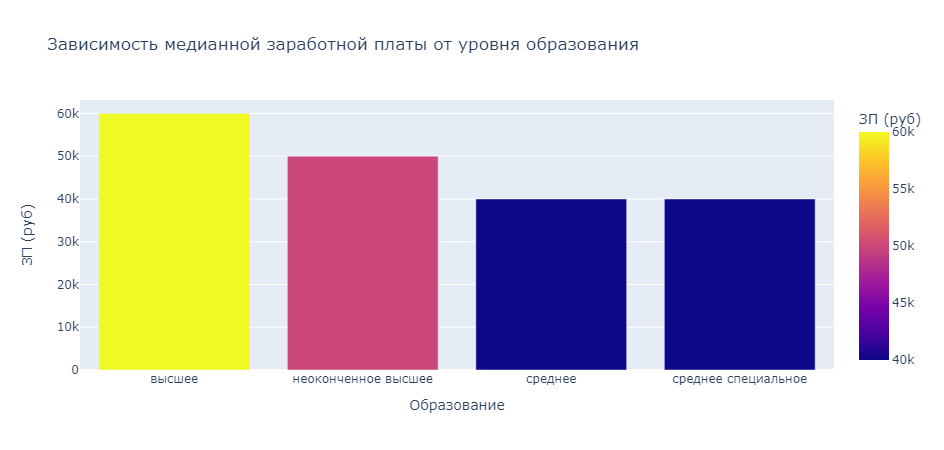 Зависимость медианной заработной платы от уровня образования
ЗП (руб)
60k
50k
40k
30k
20k
10k
0
высшее
неоконченное высшее
среднее
среднее специальное
Образование
ЗП (руб)
60k
55k
50k
45k
40k